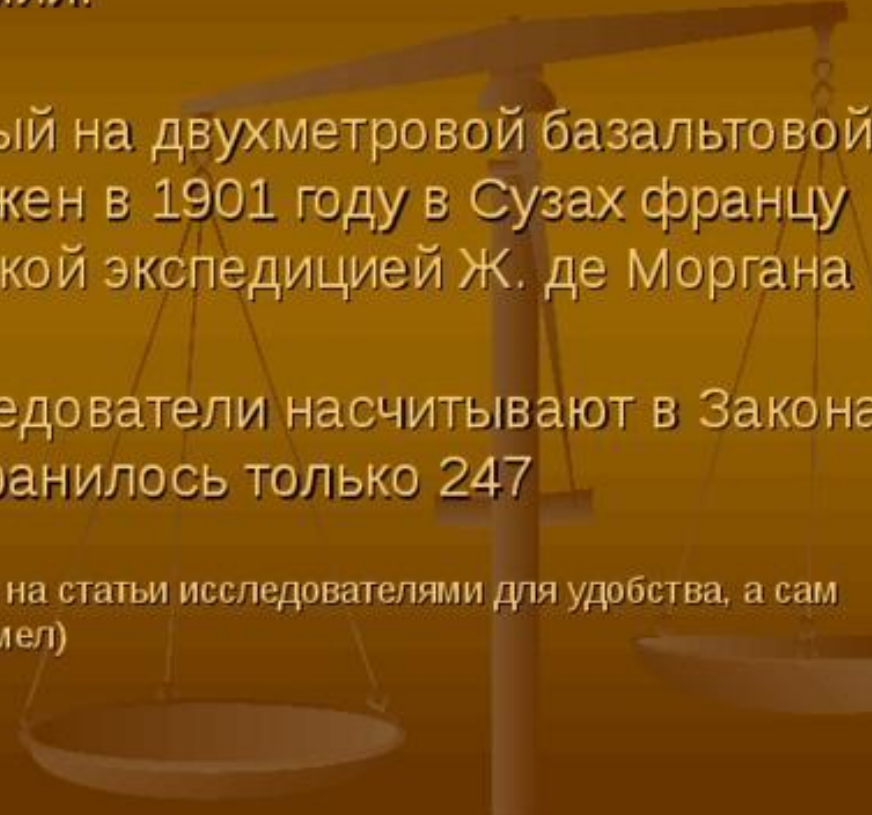 ый на двухметровой базальтовой
жен в 1901 году в Сузах францу
кой экспедицией Ж. де Моргана
едователи насчитывают в Закона
ранилось только 247
на статьи исследователями для удобства, а сам
мел)